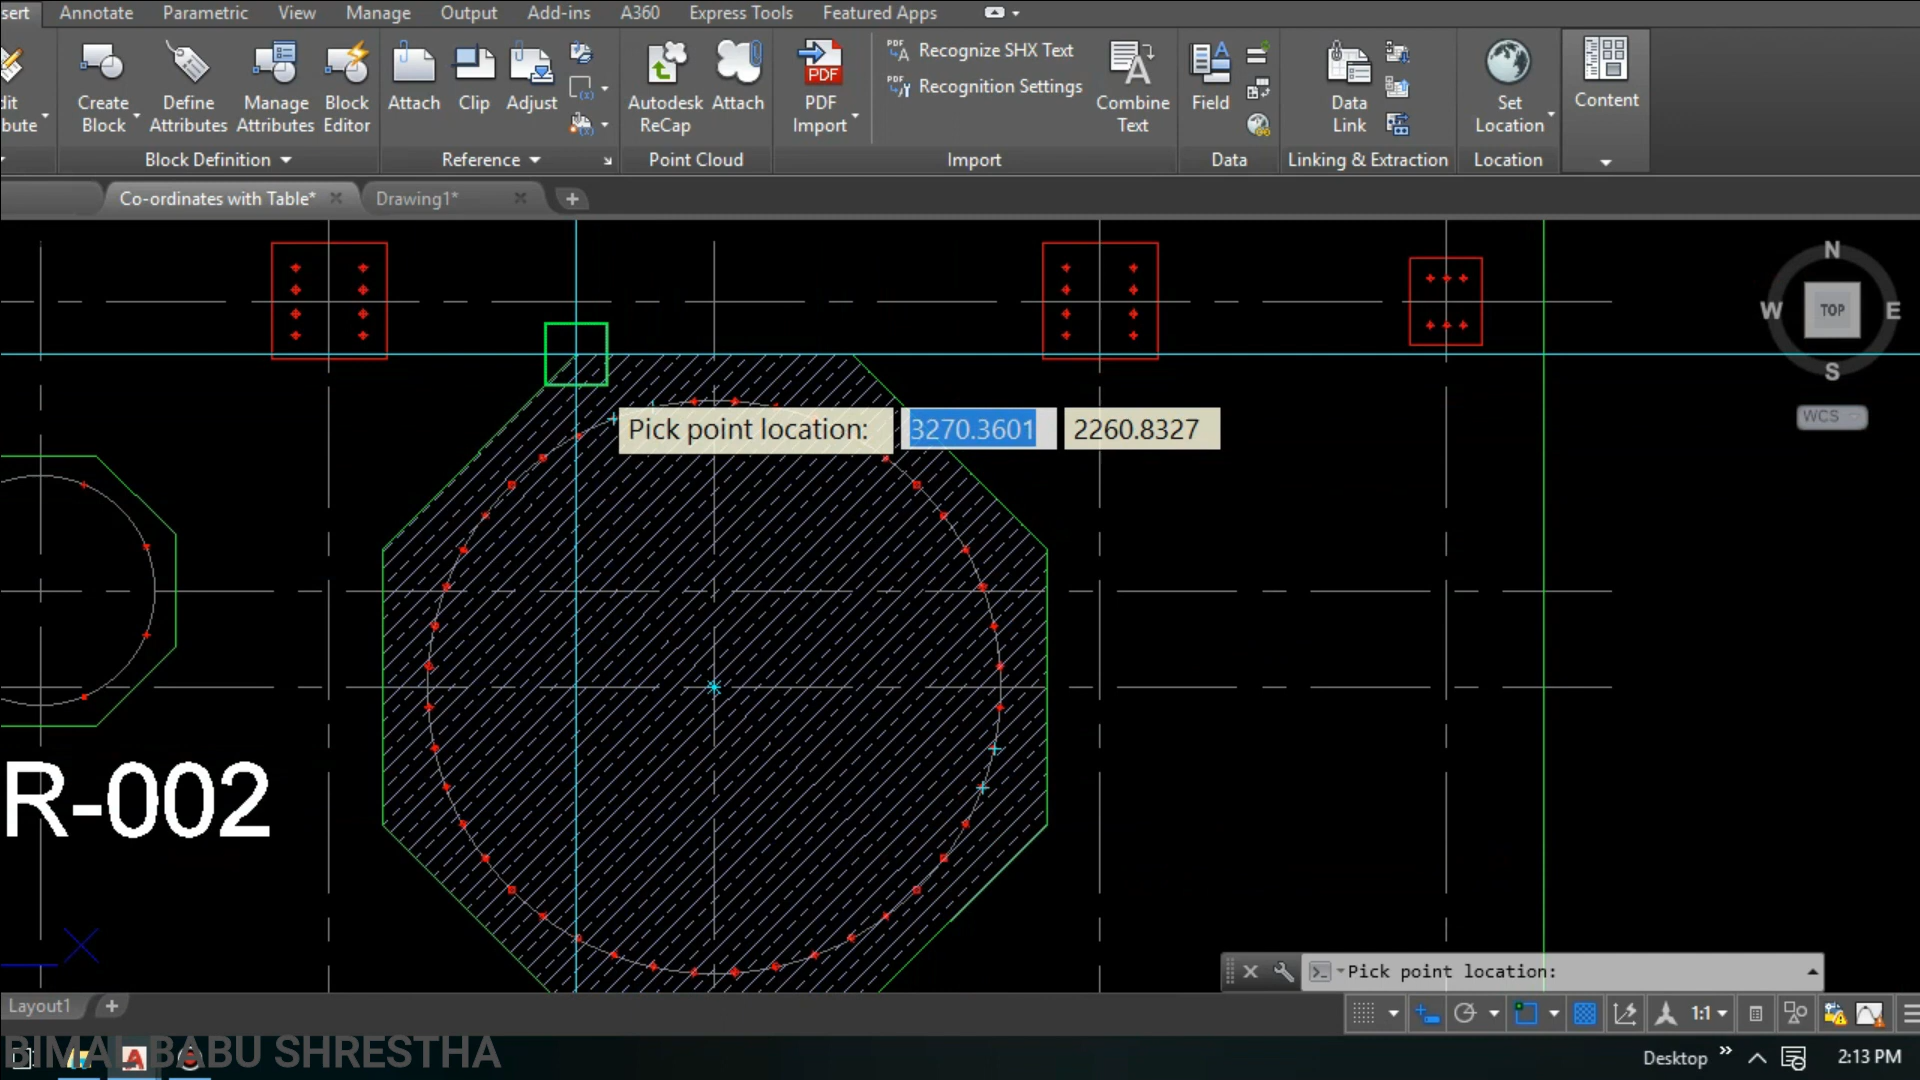 sert Annotate Parametric View Manage Output Add-ins A360 Express Tools Featured Apps
dit
bute
Create
Block
Define
Attributes
Manage
Attributes
Block
Editor
Attach
Clip
Adjust
Autodesk
ReCap
Attach
PDF
PDF
Import
Recognize SHX Text
Recognition Settings
Combine
Text
Field
Data
Link
Set
Location
Content
Block Definition
Reference
Point Cloud
Import
Data
Linking & Extraction
Location
Co-ordinates with Table*
Drawing1*
N
W
TOP
E
S
WCS
Pick point location: 3270.3601 2260.8327
R-002
Pick point location:
Layout1
1:1
BIMAL BABU SHRESTHA
Desktop
2:13 PM